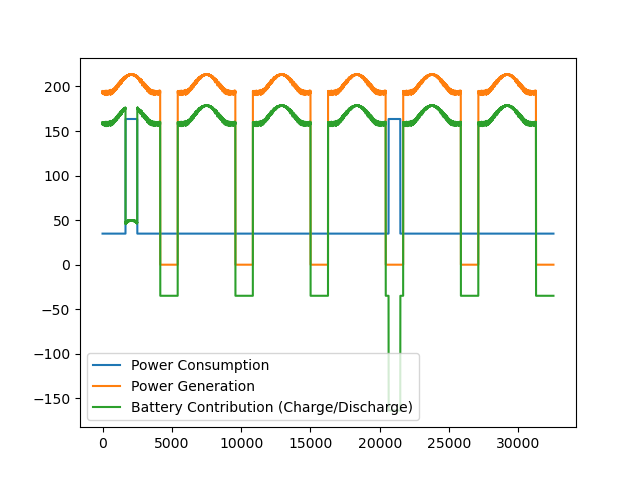 200
150
100
50
0
−50
−100
−150
Power Consumption
Power Generation
Battery Contribution (Charge/Discharge)
0 5000 10000 15000 20000 25000 30000